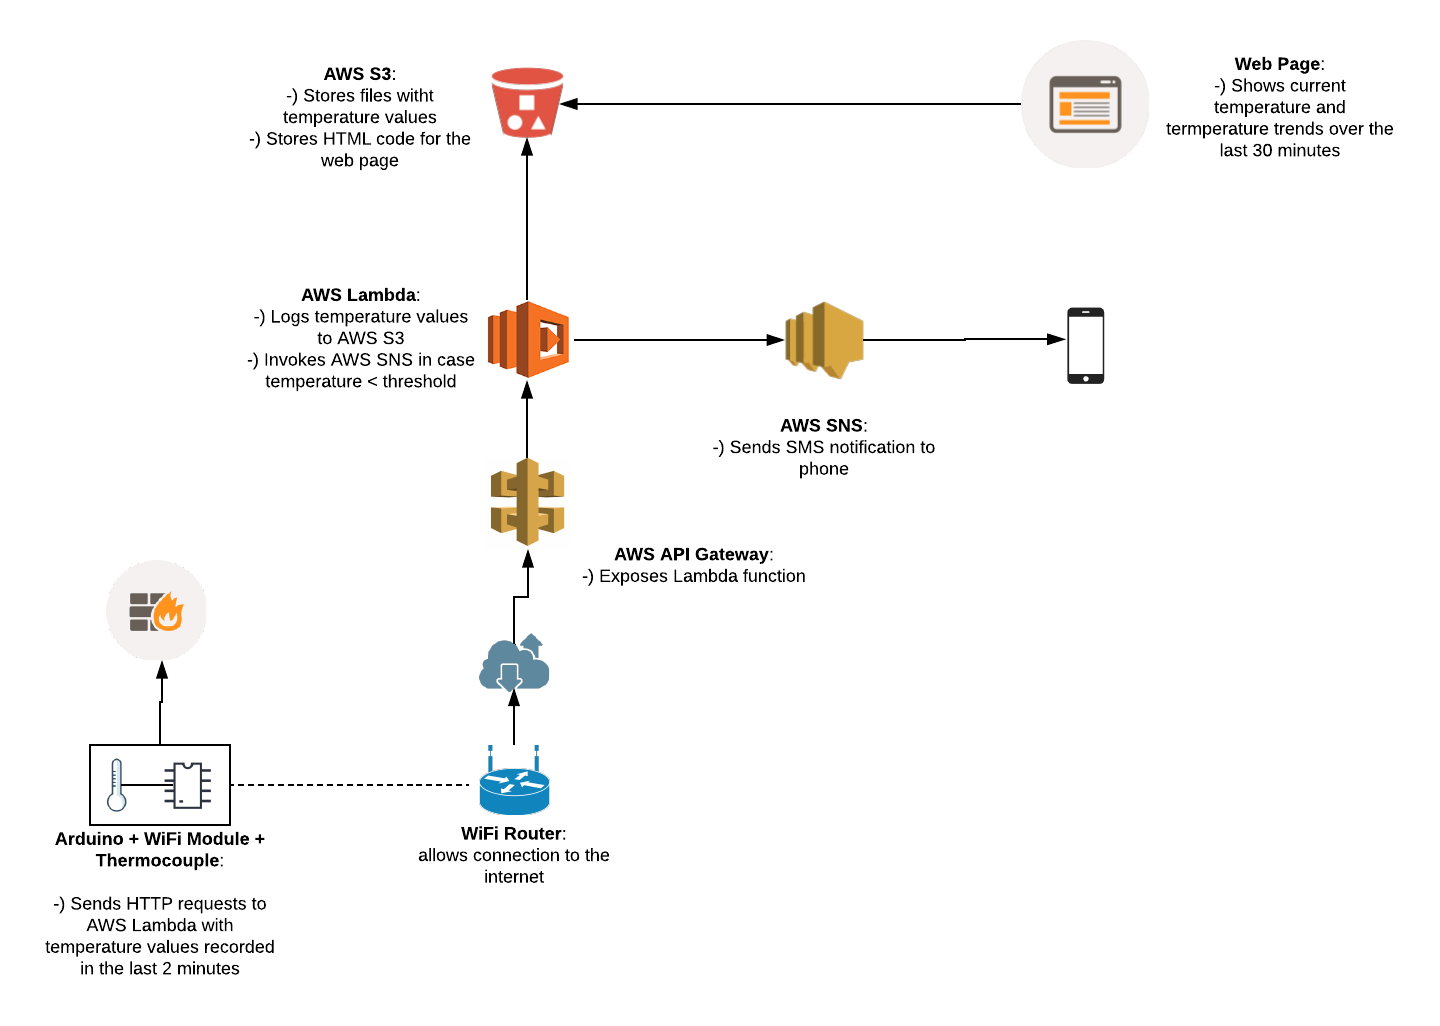 AWS S3:
-) Stores files witht
temperature values
-) Stores HTML code for the
web page
Web Page:
-) Shows current
temperature and
termperature trends over the
last 30 minutes
AWS Lambda:
-) Logs temperature values
to AWS S3
-) Invokes AWS SNS in case
temperature < threshold
AWS SNS:
-) Sends SMS notification to
phone
AWS API Gateway:
-) Exposes Lambda function
WiFi Router:
allows connection to the
internet
Arduino + WiFi Module +
Thermocouple:
-) Sends HTTP requests to
AWS Lambda with
temperature values recorded
in the last 2 minutes